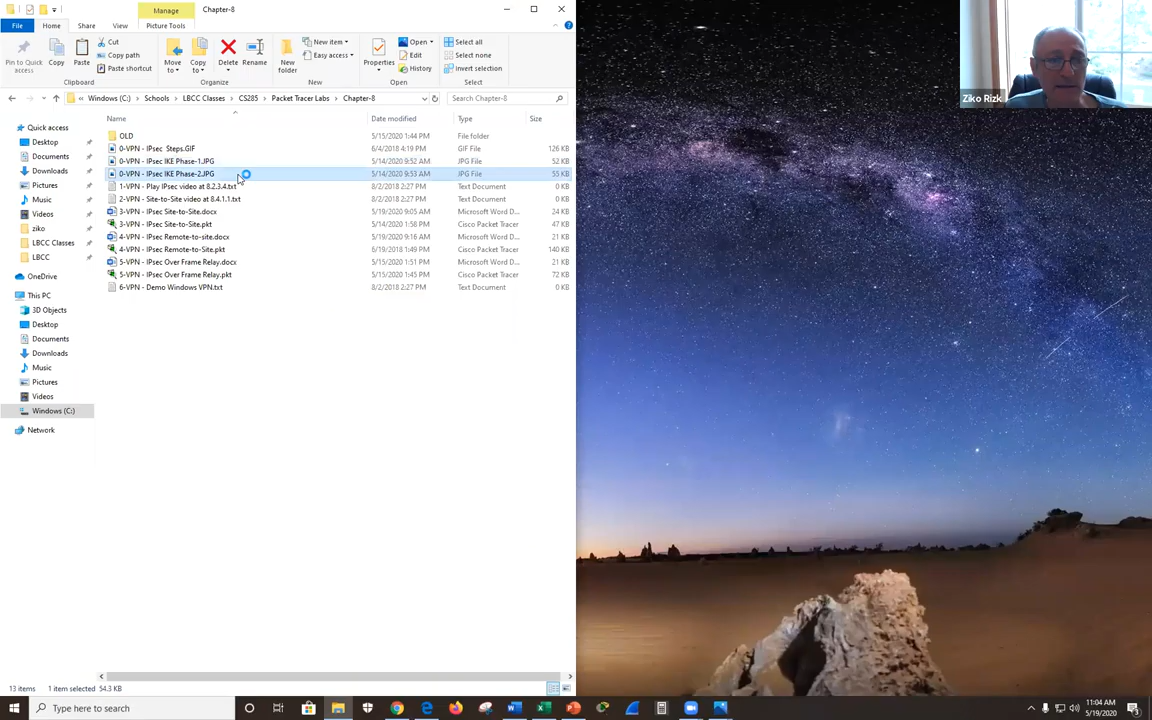 Manage
Chapter-8
File
Home
Share
View
Picture Tools
Pin to Quick access
Copy
Paste
Cut
Copy path
Paste shortcut
Clipboard
Move to
Copy to
Delete
Rename
Organize
New folder
New item
Easy access
New
Properties
Open
Edit
History
Open
Select all
Select none
Invert selection
Select
« Windows (C:) › Schools › LBCC Classes › CS285 › Packet Tracer Labs › Chapter-8
Search Chapter-8
Name Date modified Type Size
OLD 5/15/2020 1:44 PM File folder
0-VPN - IPsec Steps.GIF 6/4/2018 4:19 PM GIF File 126 KB
0-VPN - IPsec IKE Phase-1.JPG 5/14/2020 9:52 AM JPG File 52 KB
0-VPN - IPsec IKE Phase-2.JPG 5/14/2020 9:53 AM JPG File 55 KB
1-VPN - Play IPsec video at 8.2.3.4.txt 8/2/2018 2:27 PM Text Document 0 KB
2-VPN - Site-to-Site video at 8.4.1.1.txt 8/2/2018 2:27 PM Text Document 0 KB
3-VPN - IPsec Site-to-Site.docx 5/19/2020 9:05 AM Microsoft Word D... 24 KB
3-VPN - IPsec Site-to-Site.pkt 5/14/2020 1:58 PM Cisco Packet Tracer 47 KB
4-VPN - IPsec Remote-to-site.docx 5/19/2020 9:16 AM Microsoft Word D... 21 KB
4-VPN - IPsec Remote-to-Site.pkt 6/19/2018 1:49 PM Cisco Packet Tracer 140 KB
5-VPN - IPsec Over Frame Relay.docx 5/15/2020 1:51 PM Microsoft Word D... 21 KB
5-VPN - IPsec Over Frame Relay.pkt 5/15/2020 1:45 PM Cisco Packet Tracer 72 KB
6-VPN - Demo Windows VPN.txt 8/2/2018 2:27 PM Text Document 0 KB
Quick access
Desktop
Documents
Downloads
Pictures
Music
Videos
ziko
LBCC Classes
LBCC
OneDrive
This PC
3D Objects
Desktop
Documents
Downloads
Music
Pictures
Videos
Windows (C:)
Network
13 items 1 item selected 54.3 KB
Ziko Rizk
Type here to search
11:04 AM
5/19/2020